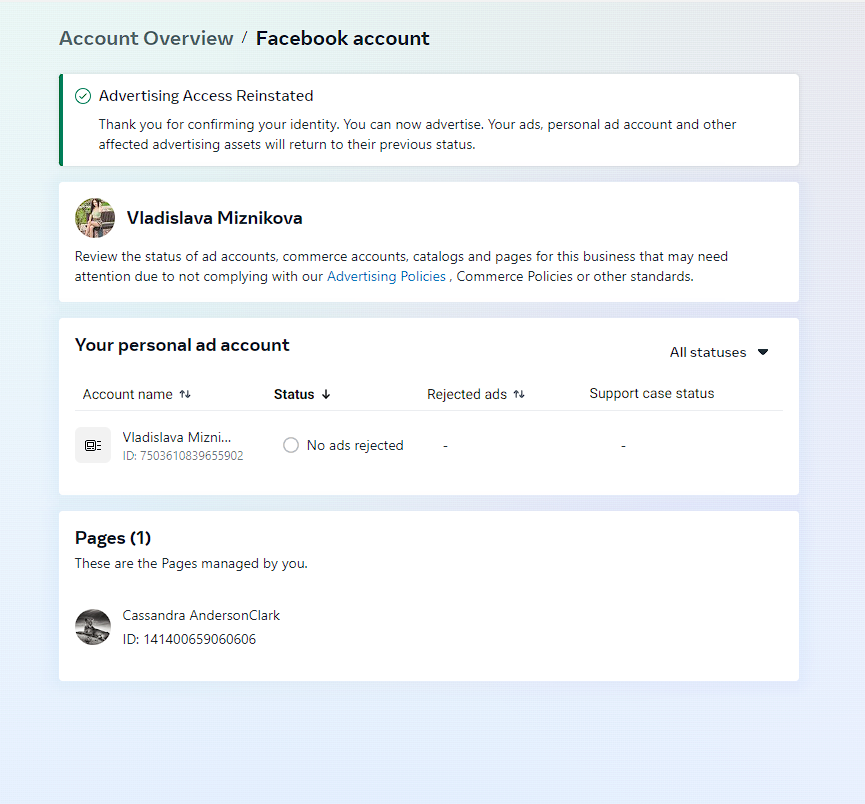 Account Overview / Facebook account
Advertising Access Reinstated
Thank you for confirming your identity. You can now advertise. Your ads, personal ad account and other
affected advertising assets will return to their previous status.
Vladislava Miznikova
Review the status of ad accounts, commerce accounts, catalogs and pages for this business that may need
attention due to not complying with our Advertising Policies , Commerce Policies or other standards.
Your personal ad account
All statuses
Account name Status Rejected ads Support case status
Vladislava Mizni... No ads rejected - -
ID: 7503610839655902
Pages (1)
These are the Pages managed by you.
Cassandra AndersonClark
ID: 141400659060606